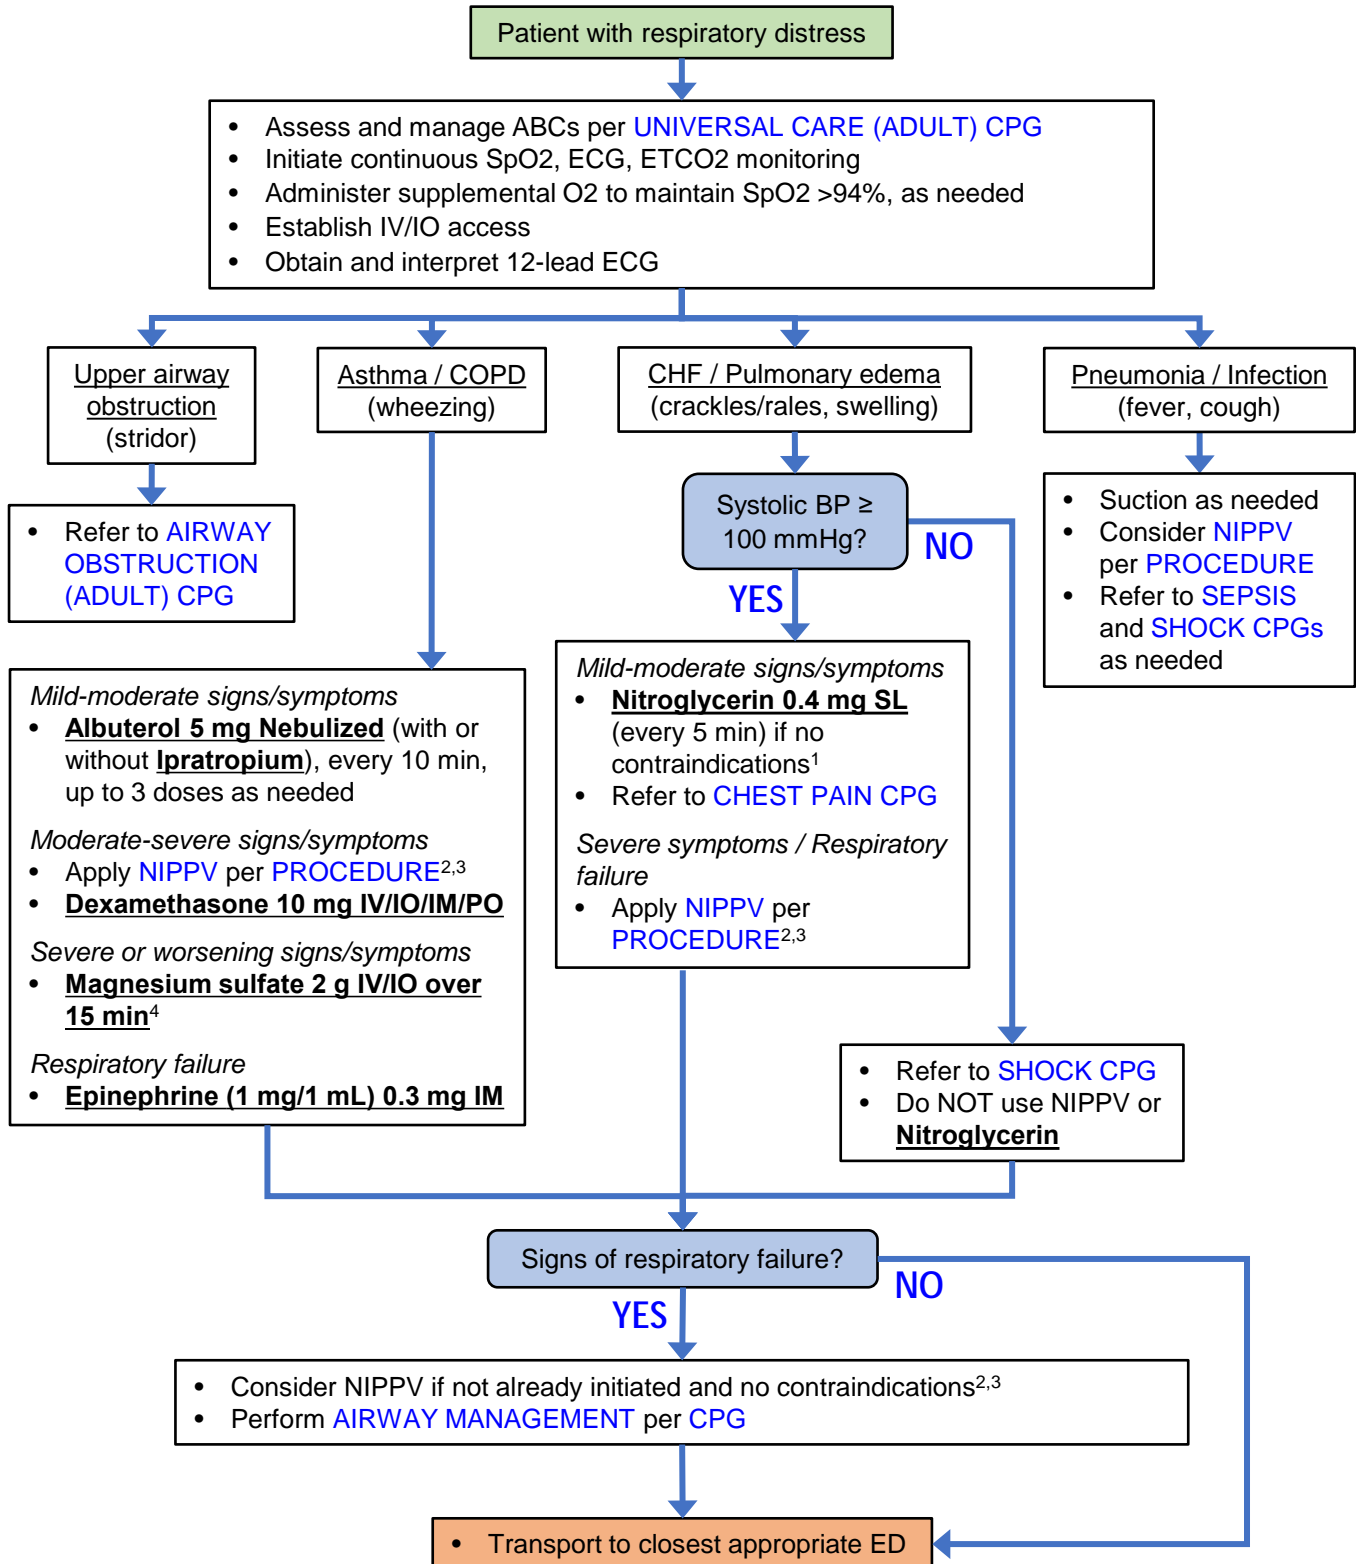 Patient with respiratory distress
• Assess and manage ABCs per UNIVERSAL CARE (ADULT) CPG
• Initiate continuous SpO2, ECG, ETCO2 monitoring
• Administer supplemental O2 to maintain SpO2 >94%, as needed
• Establish IV/IO access
• Obtain and interpret 12-lead ECG
Upper airway
obstruction
(stridor)
Asthma / COPD
(wheezing)
CHF / Pulmonary edema
(crackles/rales, swelling)
Pneumonia / Infection
(fever, cough)
• Refer to AIRWAY
OBSTRUCTION
(ADULT) CPG
Systolic BP ≥
100 mmHg?
NO
YES
• Suction as needed
• Consider NIPPV
per PROCEDURE
• Refer to SEPSIS
and SHOCK CPGs
as needed
Mild-moderate signs/symptoms
• Albuterol 5 mg Nebulized (with or
without Ipratropium), every 10 min,
up to 3 doses as needed
Moderate-severe signs/symptoms
• Apply NIPPV per PROCEDURE2,3
• Dexamethasone 10 mg IV/IO/IM/PO
Severe or worsening signs/symptoms
• Magnesium sulfate 2 g IV/IO over
15 min4
Respiratory failure
• Epinephrine (1 mg/1 mL) 0.3 mg IM
Mild-moderate signs/symptoms
• Nitroglycerin 0.4 mg SL
(every 5 min) if no
contraindications1
• Refer to CHEST PAIN CPG
Severe symptoms / Respiratory
failure
• Apply NIPPV per
PROCEDURE2,3
• Refer to SHOCK CPG
• Do NOT use NIPPV or
Nitroglycerin
Signs of respiratory failure?
NO
YES
• Consider NIPPV if not already initiated and no contraindications2,3
• Perform AIRWAY MANAGEMENT per CPG
• Transport to closest appropriate ED